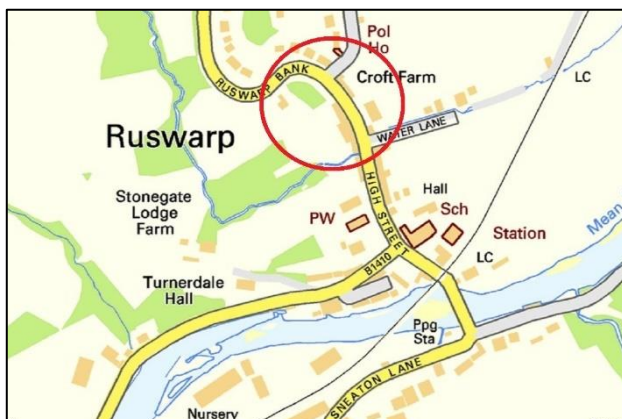 Pol
Ho
RUSWARP BANK
Croft Farm
LC
WATER LANE
Ruswarp
Stonegate
Lodge
Farm
PW
HIGH STREET
Hall
Sch
Station
Mean
LC
B1410
Turnerdale
Hall
Ppg
Sta
SNEATON LANE
Nursery